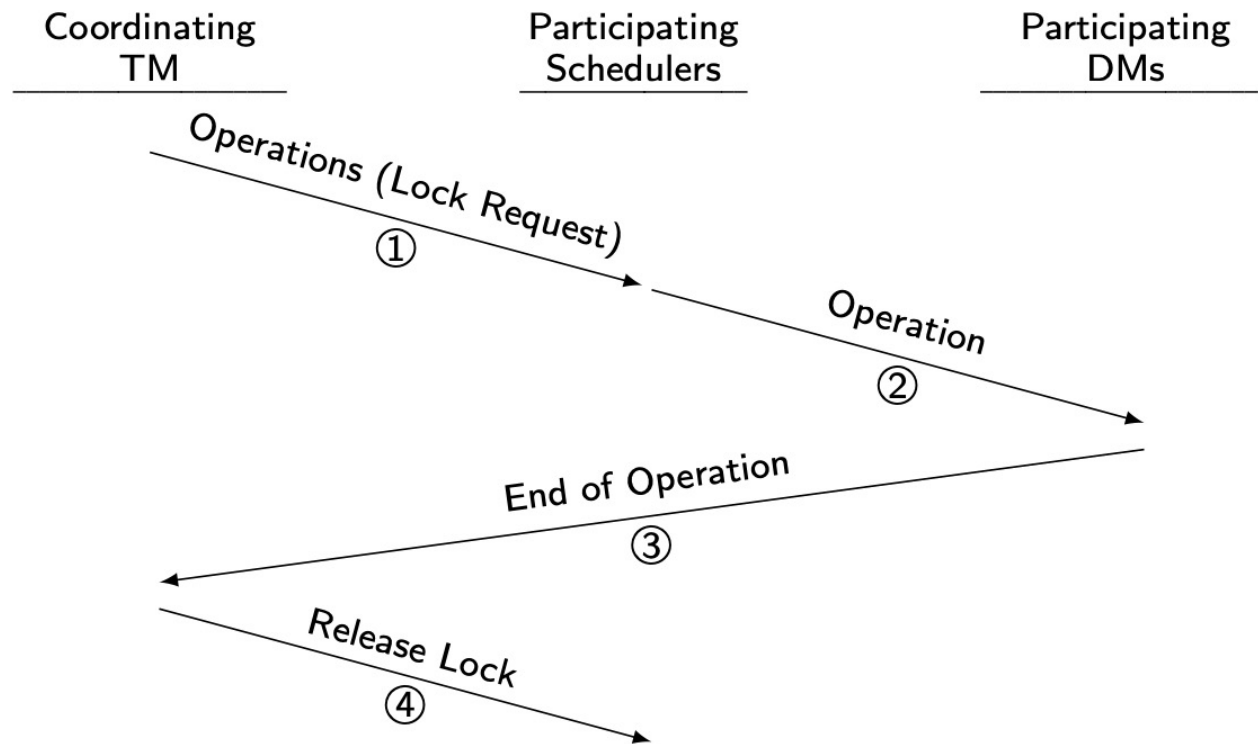 Coordinating
TM
Participating
Schedulers
Participating
DMs
Operations (Lock Request)
①
Operation
②
End of Operation
③
Release Lock
④